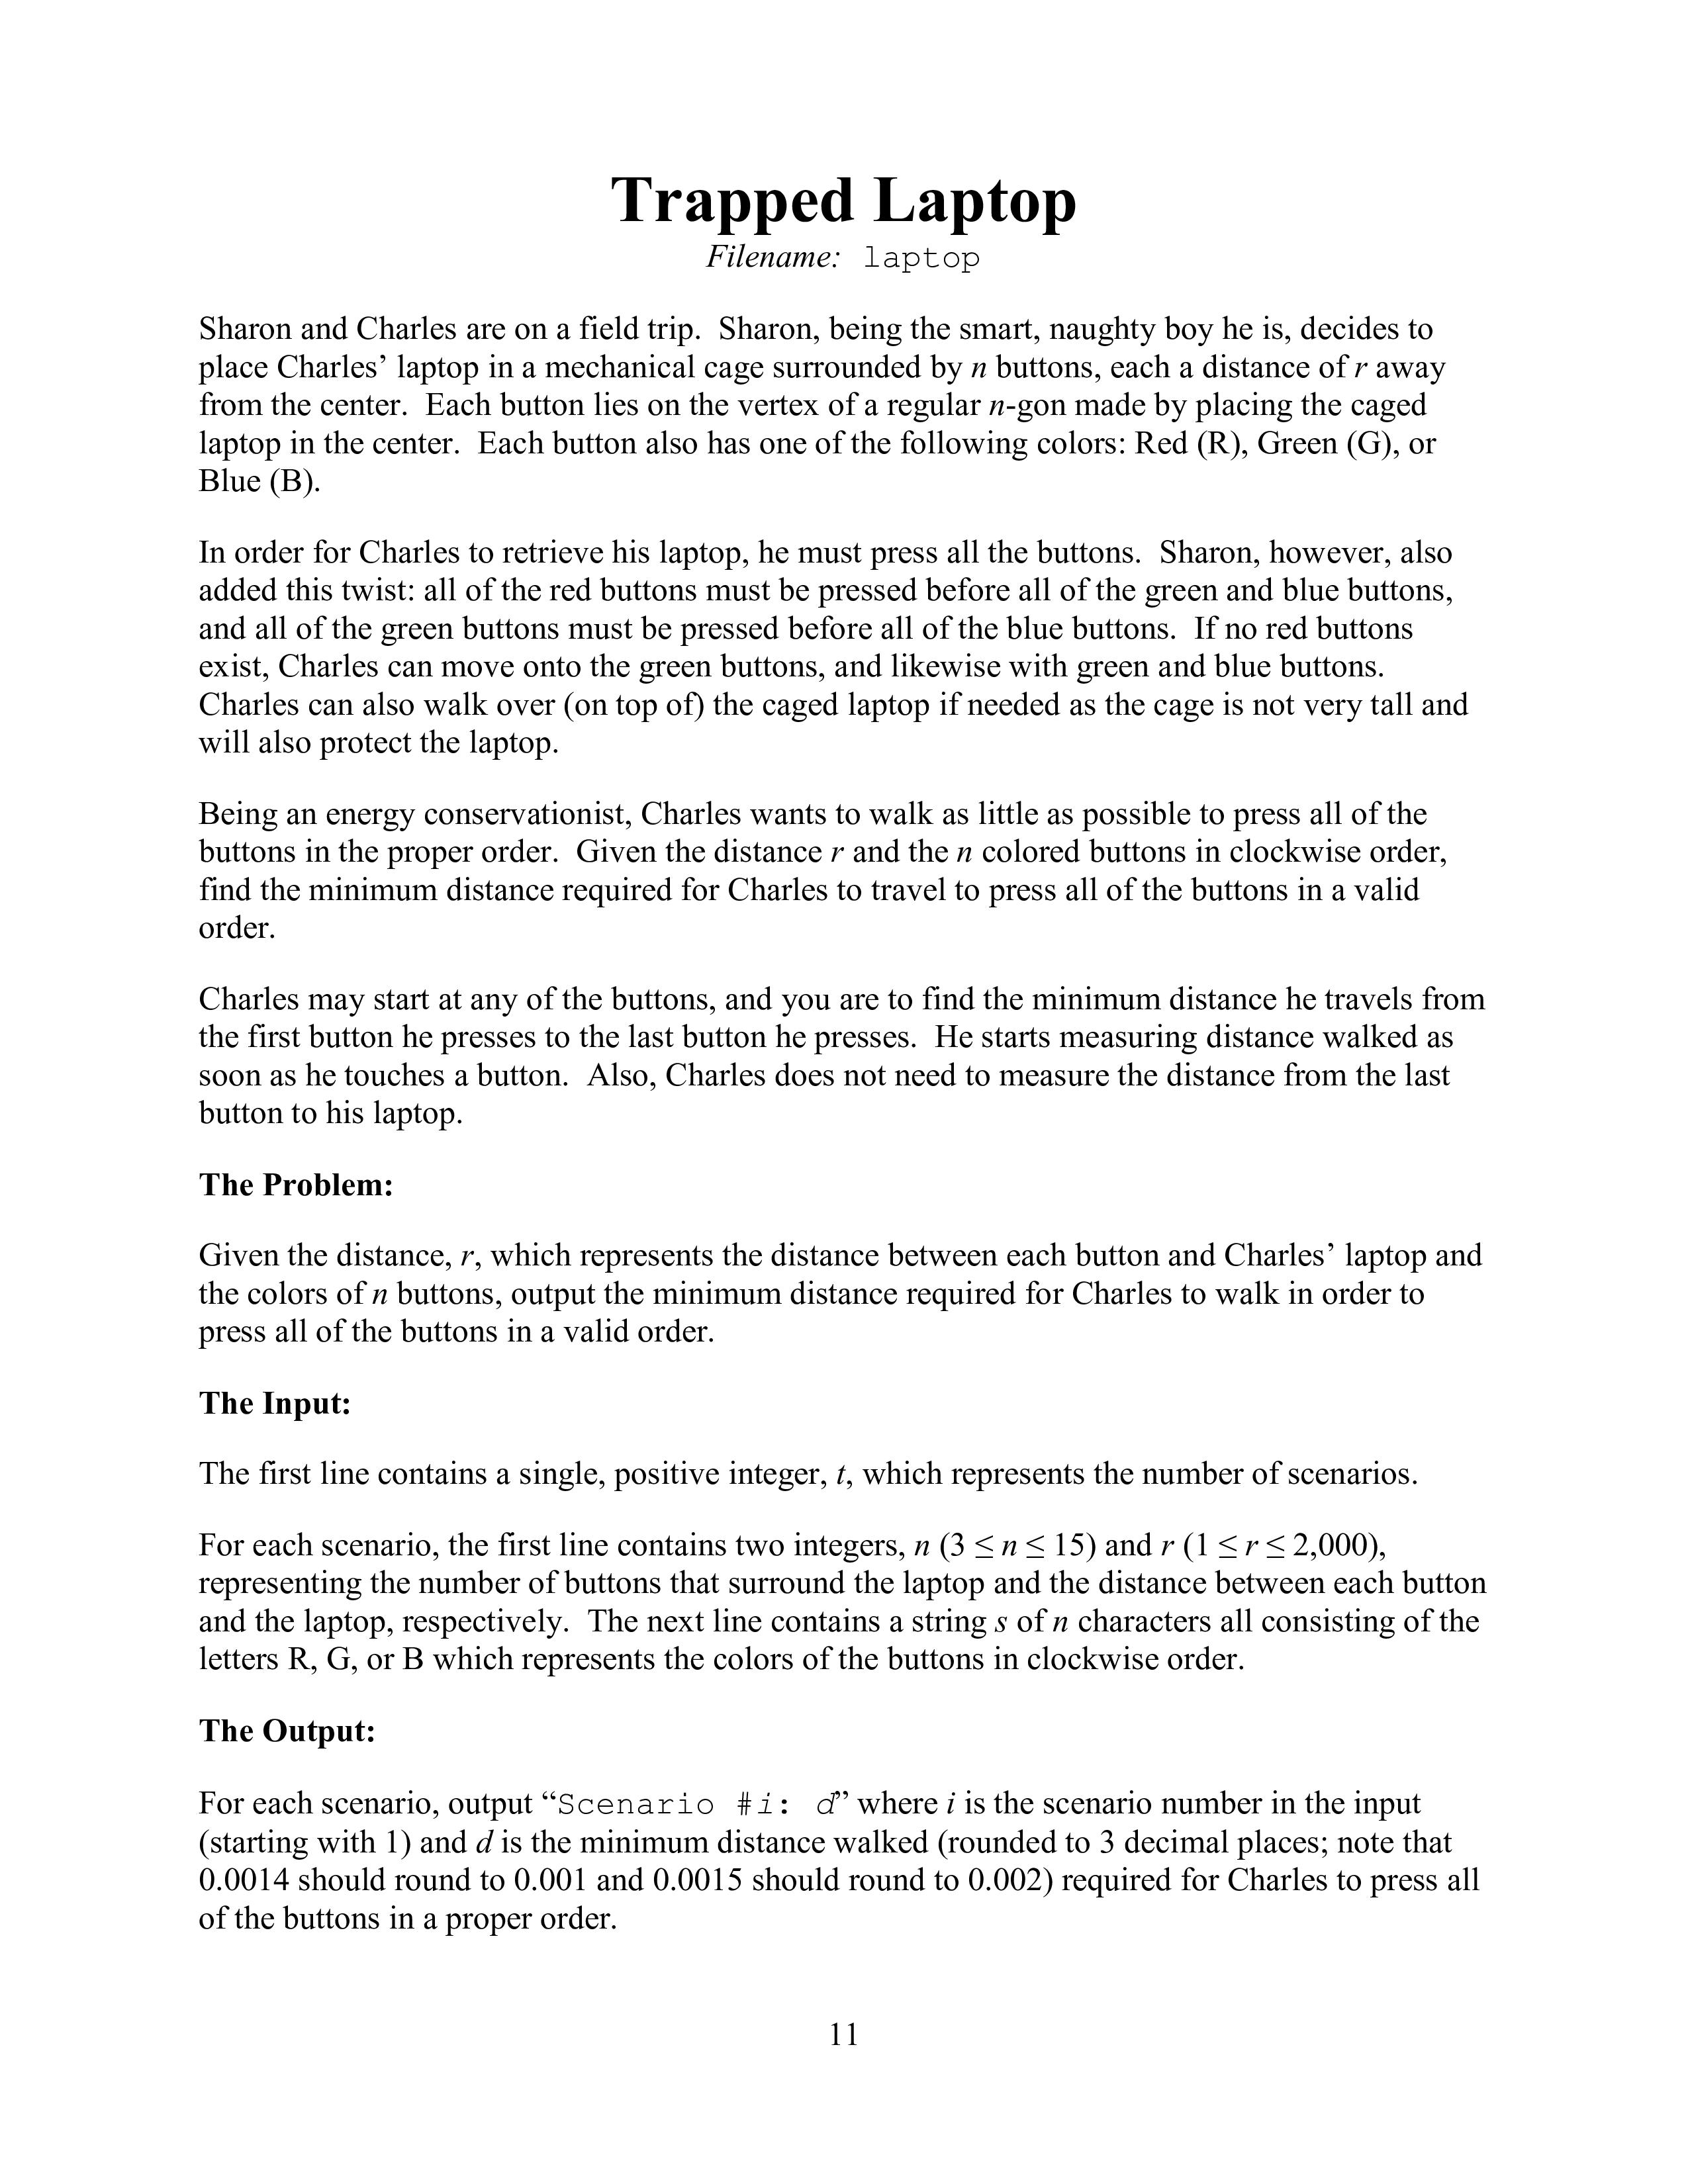 Trapped Laptop
Filename: laptop
Sharon and Charles are on a field trip.  Sharon, being the smart, naughty boy he is, decides to
place Charles’ laptop in a mechanical cage surrounded by n buttons, each a distance of r away
from the center.  Each button lies on the vertex of a regular n-gon made by placing the caged
laptop in the center.  Each button also has one of the following colors: Red (R), Green (G), or
Blue (B).
In order for Charles to retrieve his laptop, he must press all the buttons.  Sharon, however, also
added this twist: all of the red buttons must be pressed before all of the green and blue buttons,
and all of the green buttons must be pressed before all of the blue buttons.  If no red buttons
exist, Charles can move onto the green buttons, and likewise with green and blue buttons.
Charles can also walk over (on top of) the caged laptop if needed as the cage is not very tall and
will also protect the laptop.
Being an energy conservationist, Charles wants to walk as little as possible to press all of the
buttons in the proper order.  Given the distance r and the n colored buttons in clockwise order,
find the minimum distance required for Charles to travel to press all of the buttons in a valid
order.
Charles may start at any of the buttons, and you are to find the minimum distance he travels from
the first button he presses to the last button he presses.  He starts measuring distance walked as
soon as he touches a button.  Also, Charles does not need to measure the distance from the last
button to his laptop.
The Problem:
Given the distance, r, which represents the distance between each button and Charles’ laptop and
the colors of n buttons, output the minimum distance required for Charles to walk in order to
press all of the buttons in a valid order.
The Input:
The first line contains a single, positive integer, t, which represents the number of scenarios.
For each scenario, the first line contains two integers, n (3 ≤ n ≤ 15) and r (1 ≤ r ≤ 2,000),
representing the number of buttons that surround the laptop and the distance between each button
and the laptop, respectively.  The next line contains a string s of n characters all consisting of the
letters R, G, or B which represents the colors of the buttons in clockwise order.
The Output:
For each scenario, output “Scenario #i: d” where i is the scenario number in the input
(starting with 1) and d is the minimum distance walked (rounded to 3 decimal places; note that
0.0014 should round to 0.001 and 0.0015 should round to 0.002) required for Charles to press all
of the buttons in a proper order.
11